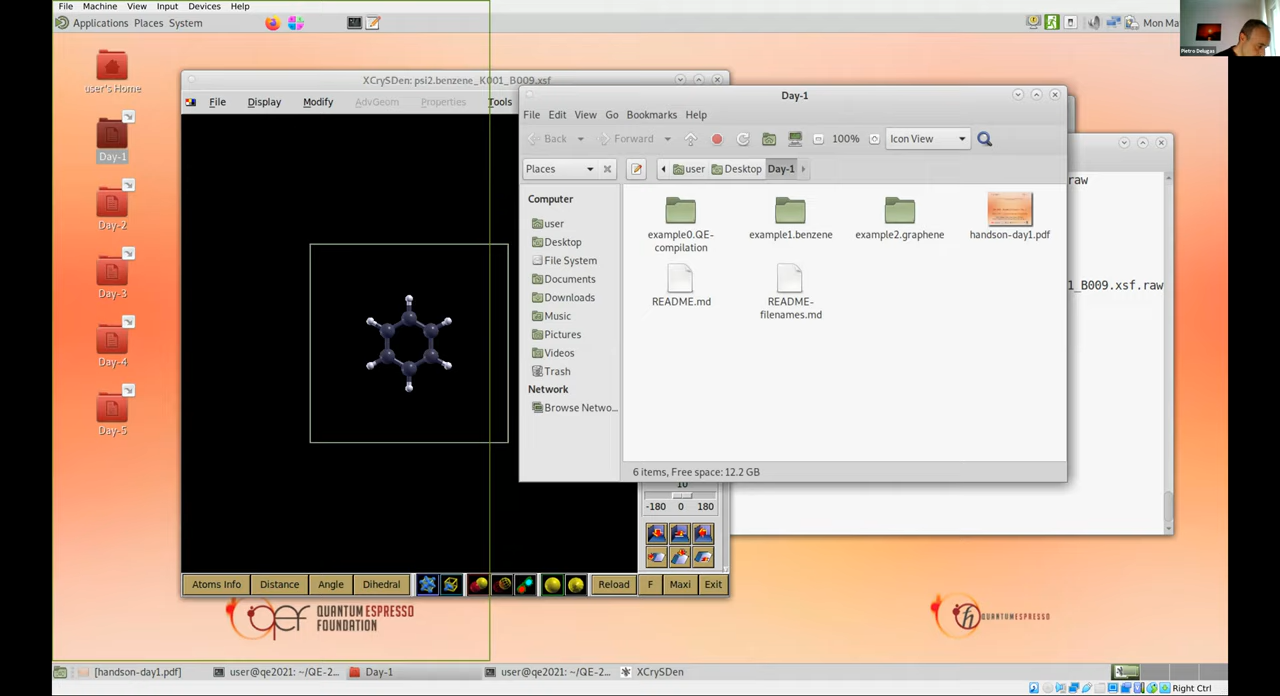 File Machine View Input Devices Help
Applications Places System
Mon Ma
Pietro Delugas
user's Home
Day-1
Day-2
Day-3
Day-4
Day-5
XCrySDen: psi2.benzene_K001_B009.xsf
File Display Modify AdvGeom Properties Tools
Day-1
File Edit View Go Bookmarks Help
Back Forward 100% Icon View
Places user Desktop Day-1
Computer
user
Desktop
File System
Documents
Downloads
Music
Pictures
Videos
Trash
Network
Browse Netwo...
example0.QE-
compilation
example1.benzene
example2.graphene
handson-day1.pdf
README.md
README-
filenames.md
6 items, Free space: 12.2 GB
raw
1_B009.xsf.raw
10
-180 0 180
Atoms Info Distance Angle Dihedral Reload F Maxi Exit
QUANTUM ESPRESSO
FOUNDATION
QUANTUMESPRESSO
[handson-day1.pdf] user@qe2021: ~/QE-2... Day-1 user@qe2021: ~/QE-2... XCrySDen
Right Ctrl